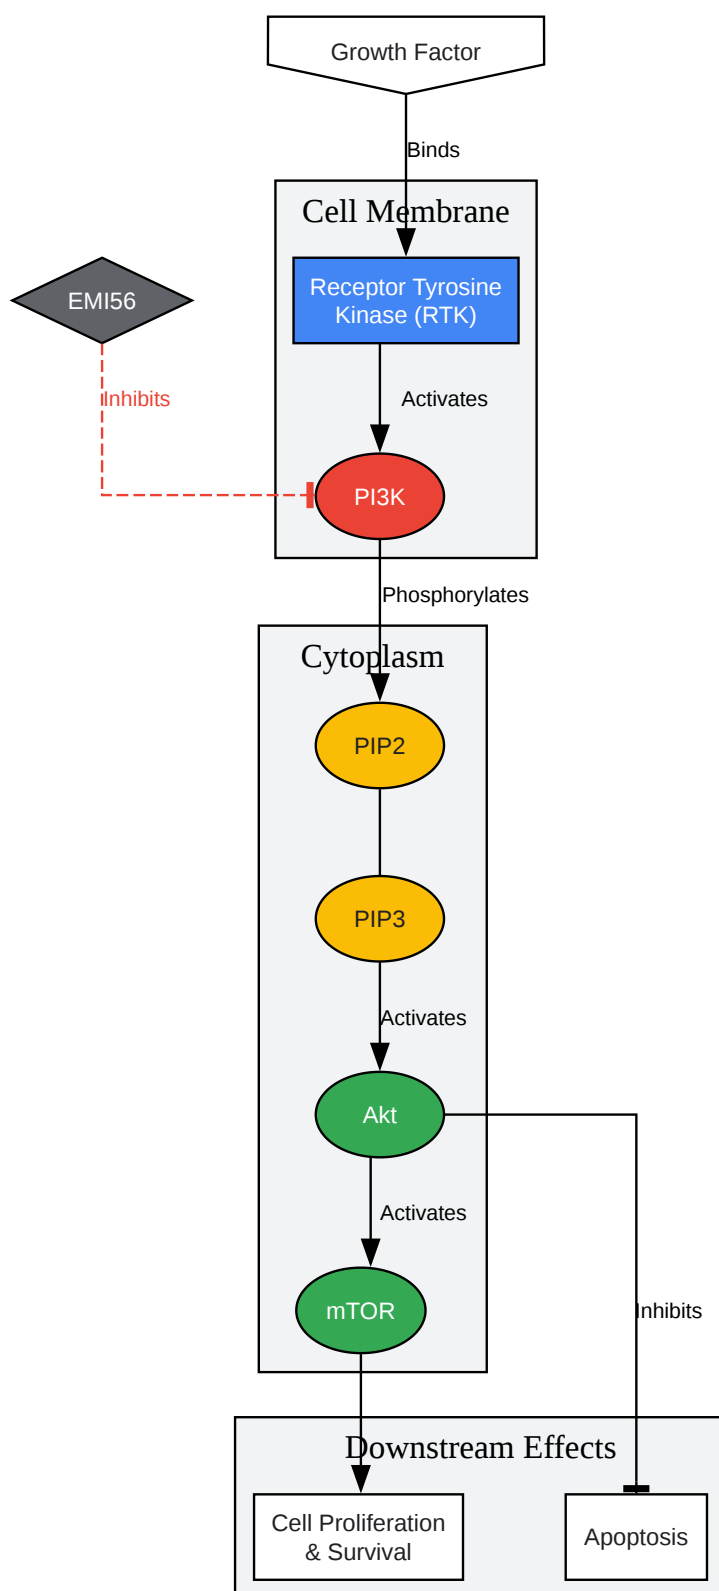 Growth Factor
Binds
Cell Membrane
Receptor Tyrosine
Kinase (RTK)
EMI56
Inhibits
Activates
PI3K
Phosphorylates
Cytoplasm
PIP2
PIP3
Activates
Akt
Activates
mTOR
Inhibits
Downstream Effects
Cell Proliferation
& Survival
Apoptosis